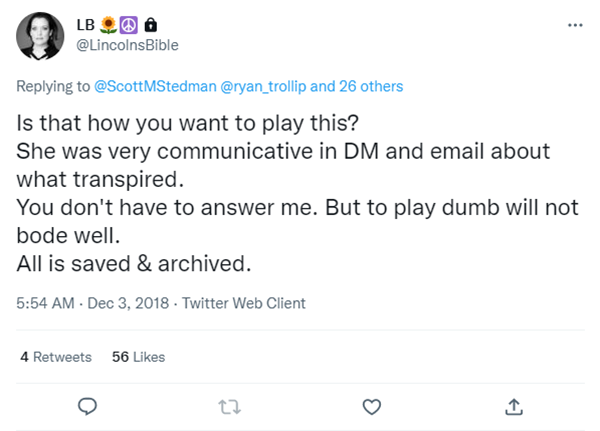 LB 🌻☮️🔒
@LincolnsBible
Replying to @ScottMStedman @ryan_trollip and 26 others
Is that how you want to play this?
She was very communicative in DM and email about
what transpired.
You don't have to answer me. But to play dumb will not
bode well.
All is saved & archived.
5:54 AM · Dec 3, 2018 · Twitter Web Client
4 Retweets 56 Likes